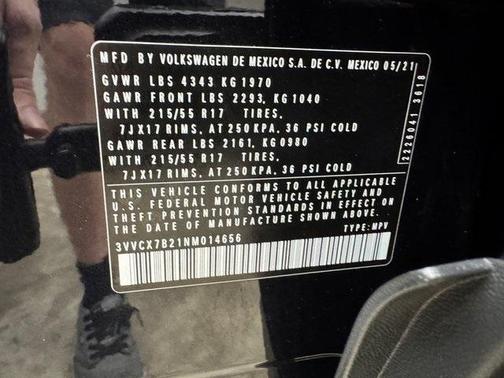 MFD BY VOLKSWAGEN DE MEXICO S.A. DE C.V. MEXICO 05/21
GVWR LBS 4343 KG 1970
GAWR FRONT LBS 2293, KG 1040
WITH 215/55 R17 TIRES,
7JX17 RIMS, AT 250 KPA, 36 PSI COLD
GAWR REAR LBS 2161, KG 0980
WITH 215/55 R17 TIRES,
7JX17 RIMS, AT 250 KPA, 36 PSI COLD
THIS VEHICLE CONFORMS TO ALL APPLICABLE
U.S. FEDERAL MOTOR VEHICLE SAFETY AND
THEFT PREVENTION STANDARDS IN EFFECT ON
THE DATE OF MANUFACTURE SHOWN ABOVE.
3VVCX7B21NM014656 TYPE: MPV
2226041 3618